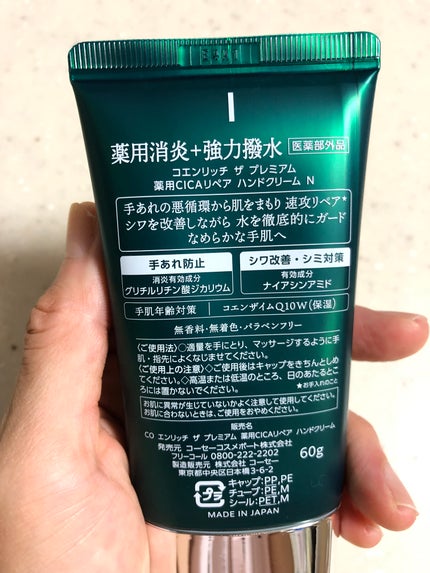 薬用消炎+強力撥水 医薬部外品
コエンリッチ ザ プレミアム
薬用CICAリペア ハンドクリーム N
手あれの悪循環から肌をまもり 速攻リペア*
シワを改善しながら 水を徹底的にガード
なめらかな手肌へ
手あれ防止 シワ改善・シミ対策
消炎有効成分 有効成分
グリチルリチン酸ジカリウム ナイアシンアミド
手肌年齢対策 コエンザイムQ10W(保湿)
無香料・無着色・パラベンフリー
〈ご使用法〉◇適量を手にとり、マッサージするように手
肌・指先によくなじませてください。
〈ご使用上の注意〉◇ご使用後はキャップをきちんとしめ
てください。◇高温または低温のところ、日のあたるとこ
ろには置かないでください。 *お手入れのこと
お肌に異常が生じていないかよく注意して使用してください。
お肌に合わないときは、ご使用をおやめください。
販売名
CO エンリッチ ザ プレミアム 薬用CICAリペア ハンドクリーム
発売元 コーセーコスメポート株式会社
フリーコール 0800-222-2202
製造販売元 株式会社 コーセー
東京都中央区日本橋3-6-2
60g
プラ
キャップ:PP,PE
チューブ:PE,M
シール:PET,M
MADE IN JAPAN